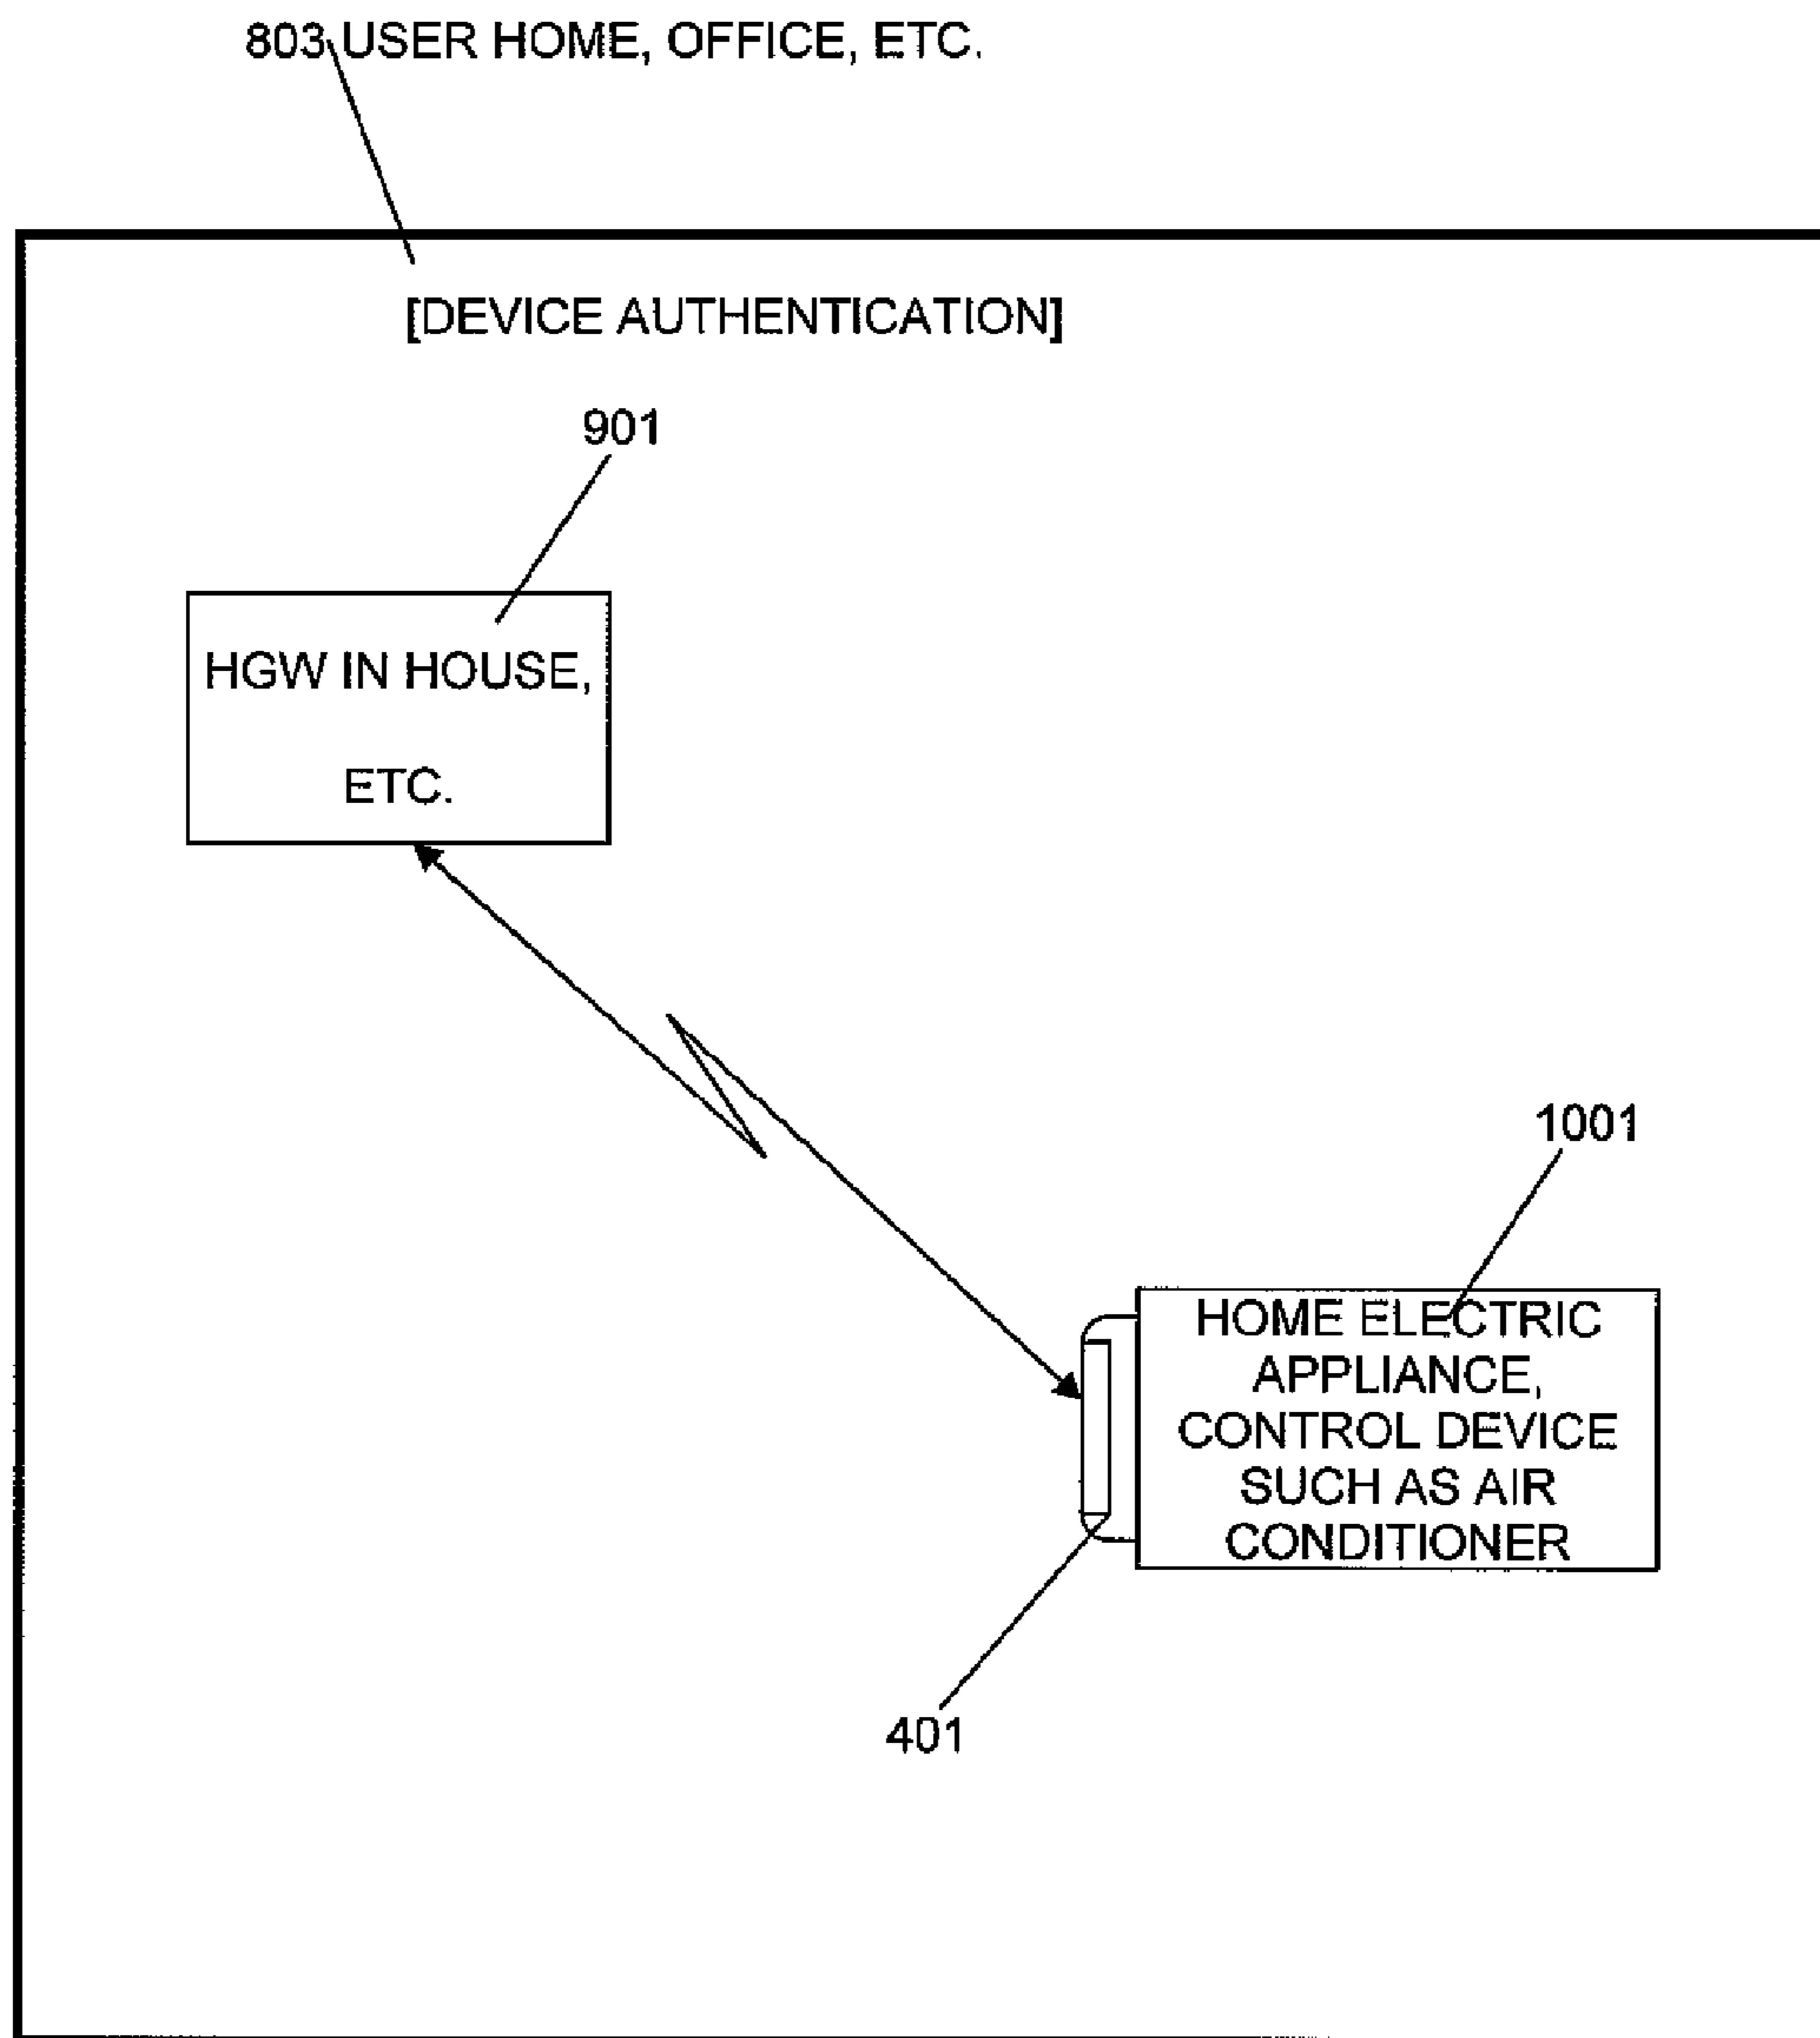 803 USER HOME, OFFICE, ETC.
[DEVICE AUTHENTICATION]
901
HGW IN HOUSE,
ETC.
1001
HOME ELECTRIC
APPLIANCE,
CONTROL DEVICE
SUCH AS AIR
CONDITIONER
401